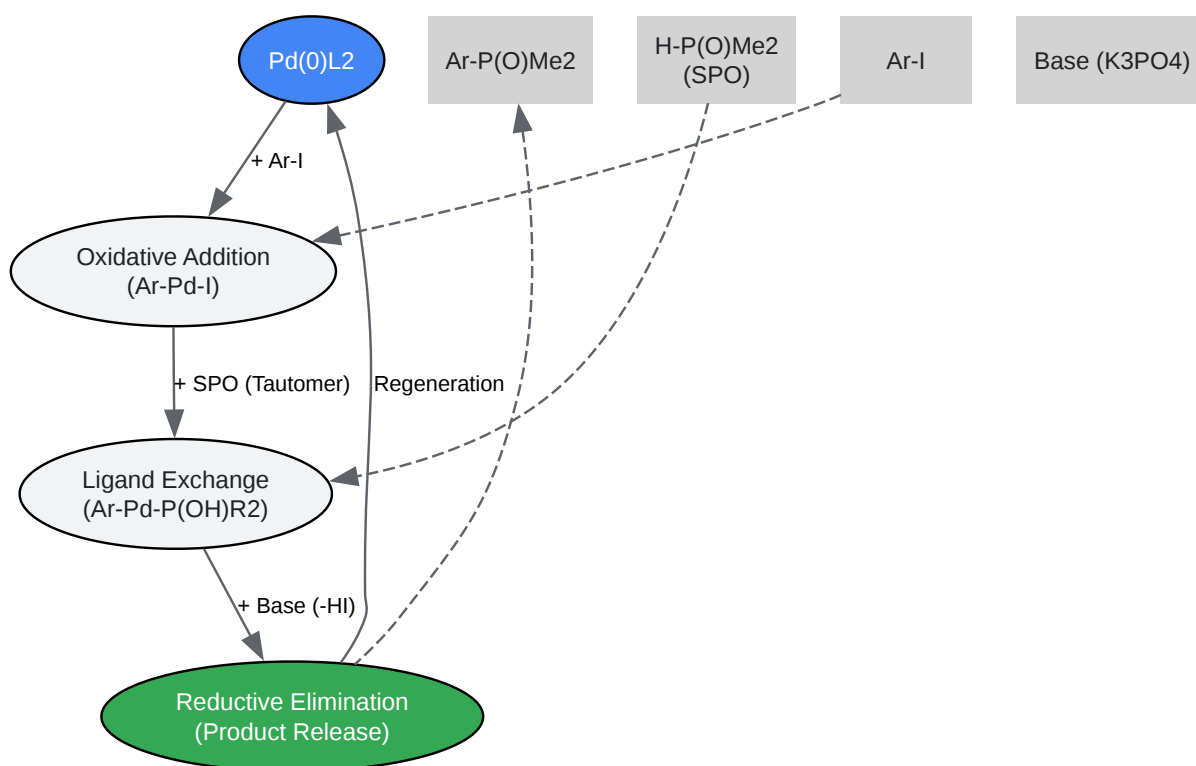 Pd(0)L2
Ar-P(O)Me2
H-P(O)Me2
(SPO)
Ar-I
Base (K3PO4)
+ Ar-I
Oxidative Addition
(Ar-Pd-I)
+ SPO (Tautomer)
Regeneration
Ligand Exchange
(Ar-Pd-P(OH)R2)
+ Base (-HI)
Reductive Elimination
(Product Release)